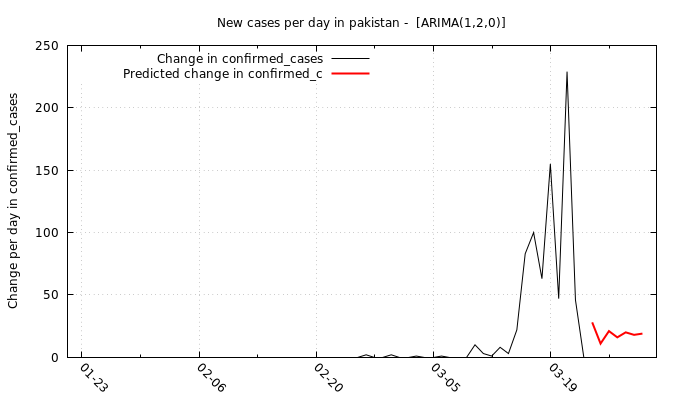 New cases per day in pakistan -  [ARIMA(1,2,0)]
Change in confirmed_cases
Predicted change in confirmed_c
Change per day in confirmed_cases
250
200
150
100
50
0
01-23
02-06
02-20
03-05
03-19